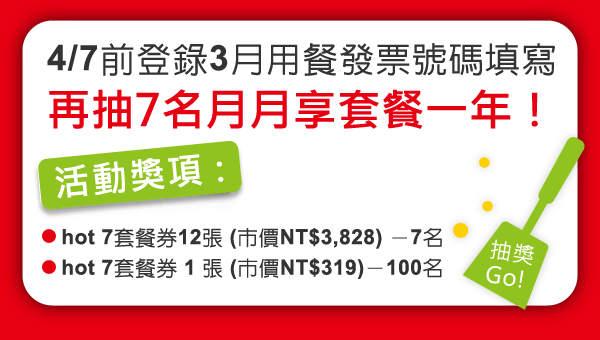 4/7前登錄3月用餐發票號碼填寫
再抽7名月月享套餐一年！
活動獎項：
●hot 7套餐券12張 (市價NT$3,828) －7名
●hot 7套餐券 1 張 (市價NT$319)－100名
抽獎
Go!